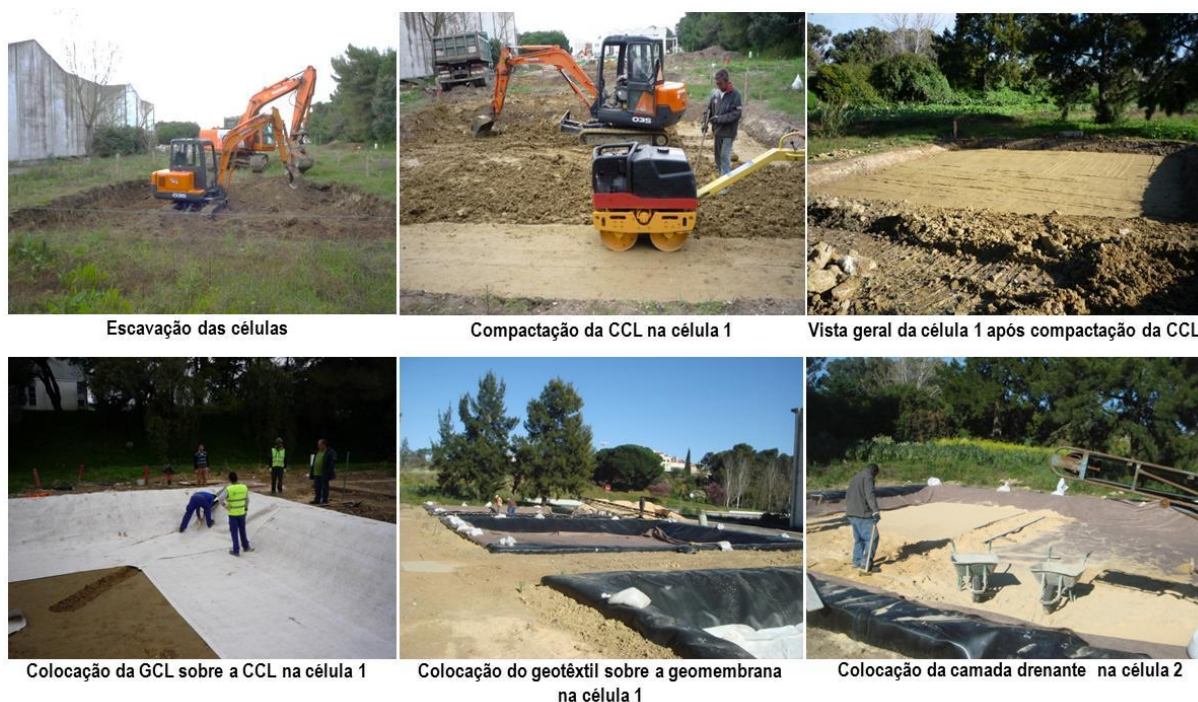 Escavação das células
Compactação da CCL na célula 1
Vista geral da célula 1 após compactação da CCL
035
035
Colocação da GCL sobre a CCL na célula 1
Colocação do geotêxtil sobre a geomembrana
na célula 1
Colocação da camada drenante na célula 2